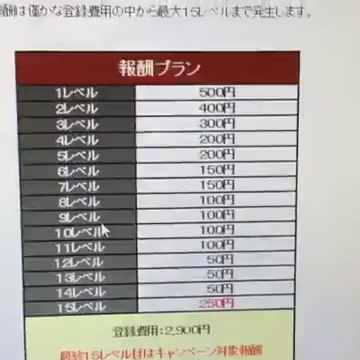 報酬は僅かな登録費用の中から最大15レベルまで発生します。
報酬プラン
1レベル 500円
2レベル 400円
3レベル 300円
4レベル 200円
5レベル 200円
6レベル 150円
7レベル 150円
8レベル 100円
9レベル 100円
10レベル 100円
11レベル 100円
12レベル 50円
13レベル 50円
14レベル 50円
15レベル 250円
登録費用:2,900円
最終15レベル目はキャンペーン対象報酬